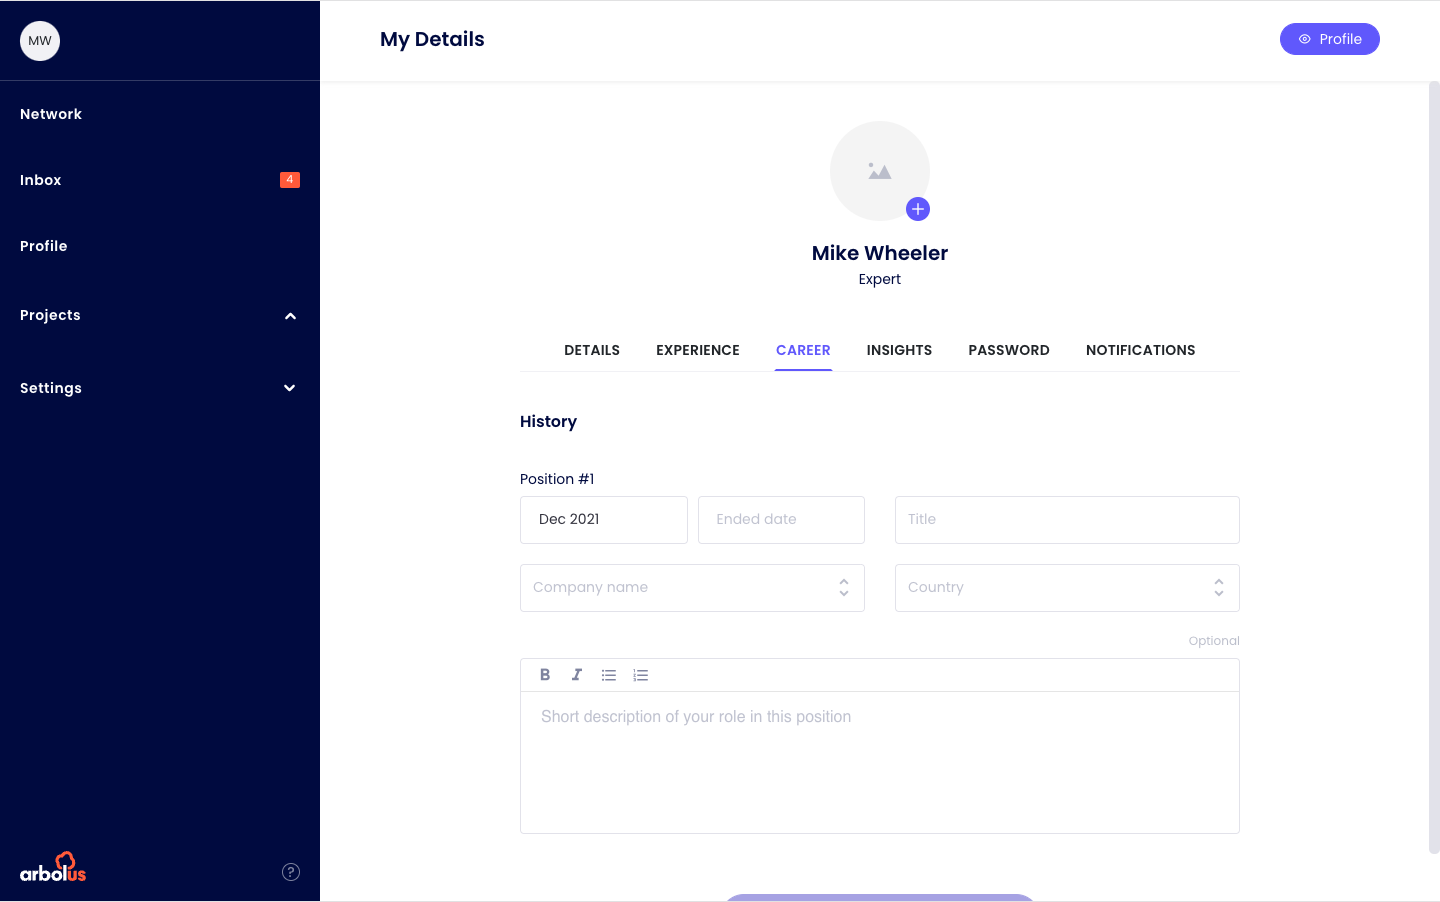 MW
My Details
Profile
Network
Inbox
4
Profile
Projects
Settings
Mike Wheeler
Expert
DETAILS EXPERIENCE CAREER INSIGHTS PASSWORD NOTIFICATIONS
History
Position #1
Dec 2021 Ended date Title
Company name Country
Optional
B I
Short description of your role in this position
arbolus
?